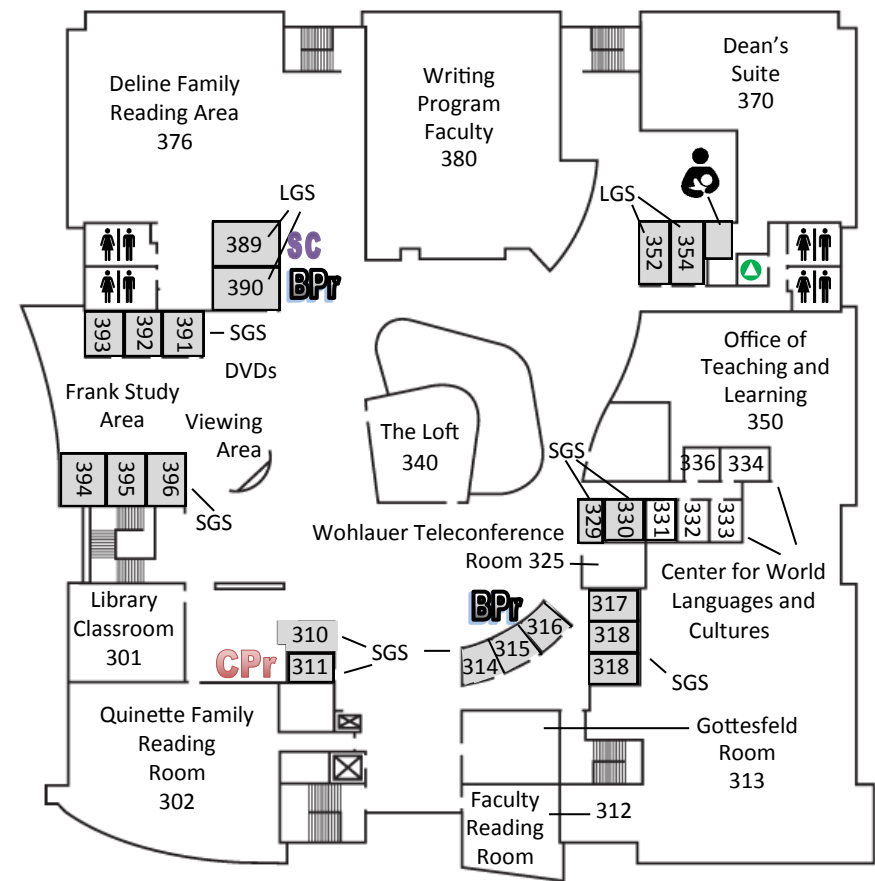 Deline Family
Reading Area
376
Writing
Program
Faculty
380
Dean’s
Suite
370
LGS
389
SC
390
BPr
LGS
352
354
393
392
391
SGS
DVDs
Frank Study
Area
Viewing
Area
394
395
396
SGS
The Loft
340
Office of
Teaching and
Learning
350
336
334
SGS
329
330
331
332
333
Wohlauer Teleconference
Room 325
Center for World
Languages and
Cultures
Library
Classroom
301
310
311
CPr
SGS
BPr
314
315
316
317
318
318
SGS
Quinette Family
Reading
Room
302
Gottesfeld
Room
313
Faculty
Reading
Room
312